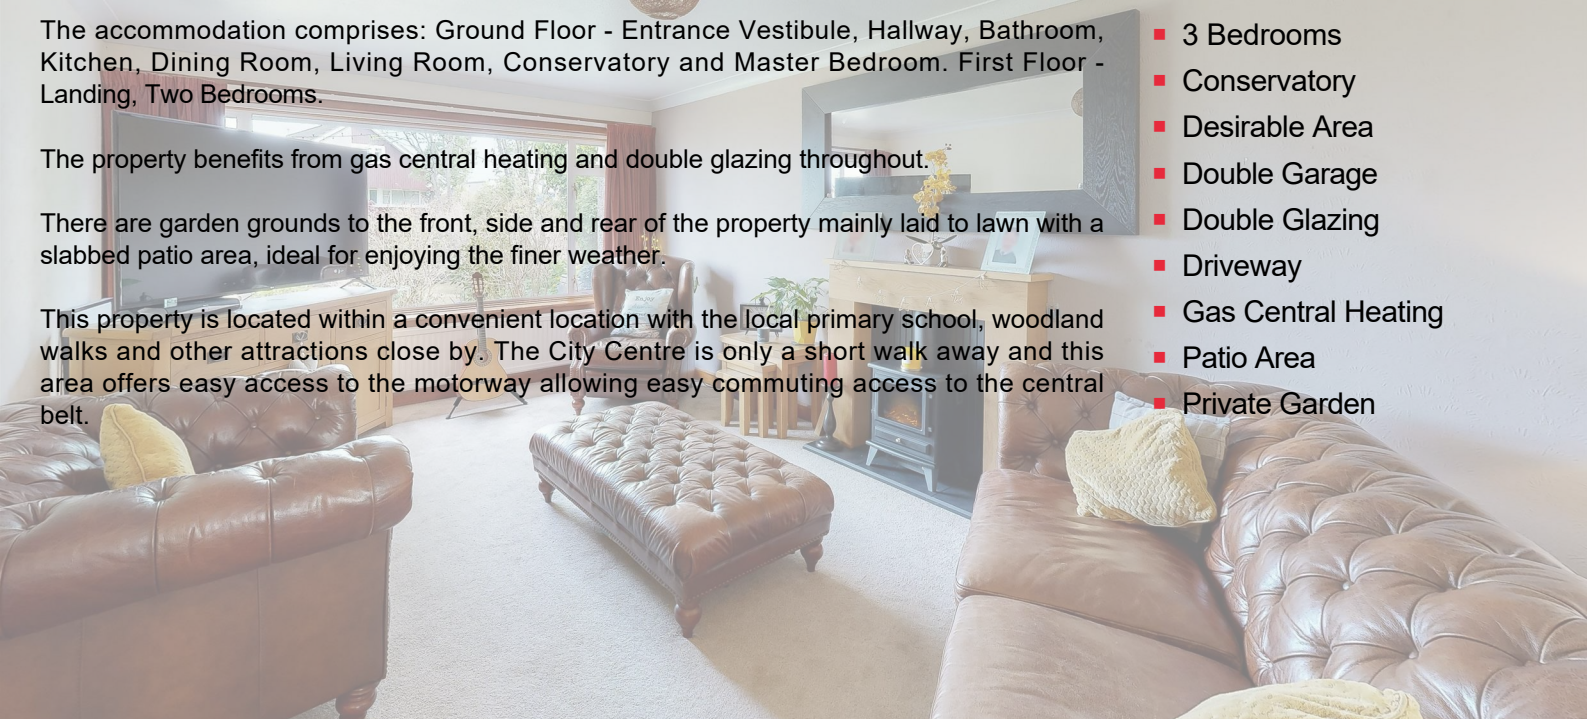 The accommodation comprises: Ground Floor - Entrance Vestibule, Hallway, Bathroom,
Kitchen, Dining Room, Living Room, Conservatory and Master Bedroom. First Floor -
Landing, Two Bedrooms.
The property benefits from gas central heating and double glazing throughout.
There are garden grounds to the front, side and rear of the property mainly laid to lawn with a
slabbed patio area, ideal for enjoying the finer weather.
This property is located within a convenient location with the local primary school, woodland
walks and other attractions close by. The City Centre is only a short walk away and this
area offers easy access to the motorway allowing easy commuting access to the central
belt.
3 Bedrooms
Conservatory
Desirable Area
Double Garage
Double Glazing
Driveway
Gas Central Heating
Patio Area
Private Garden